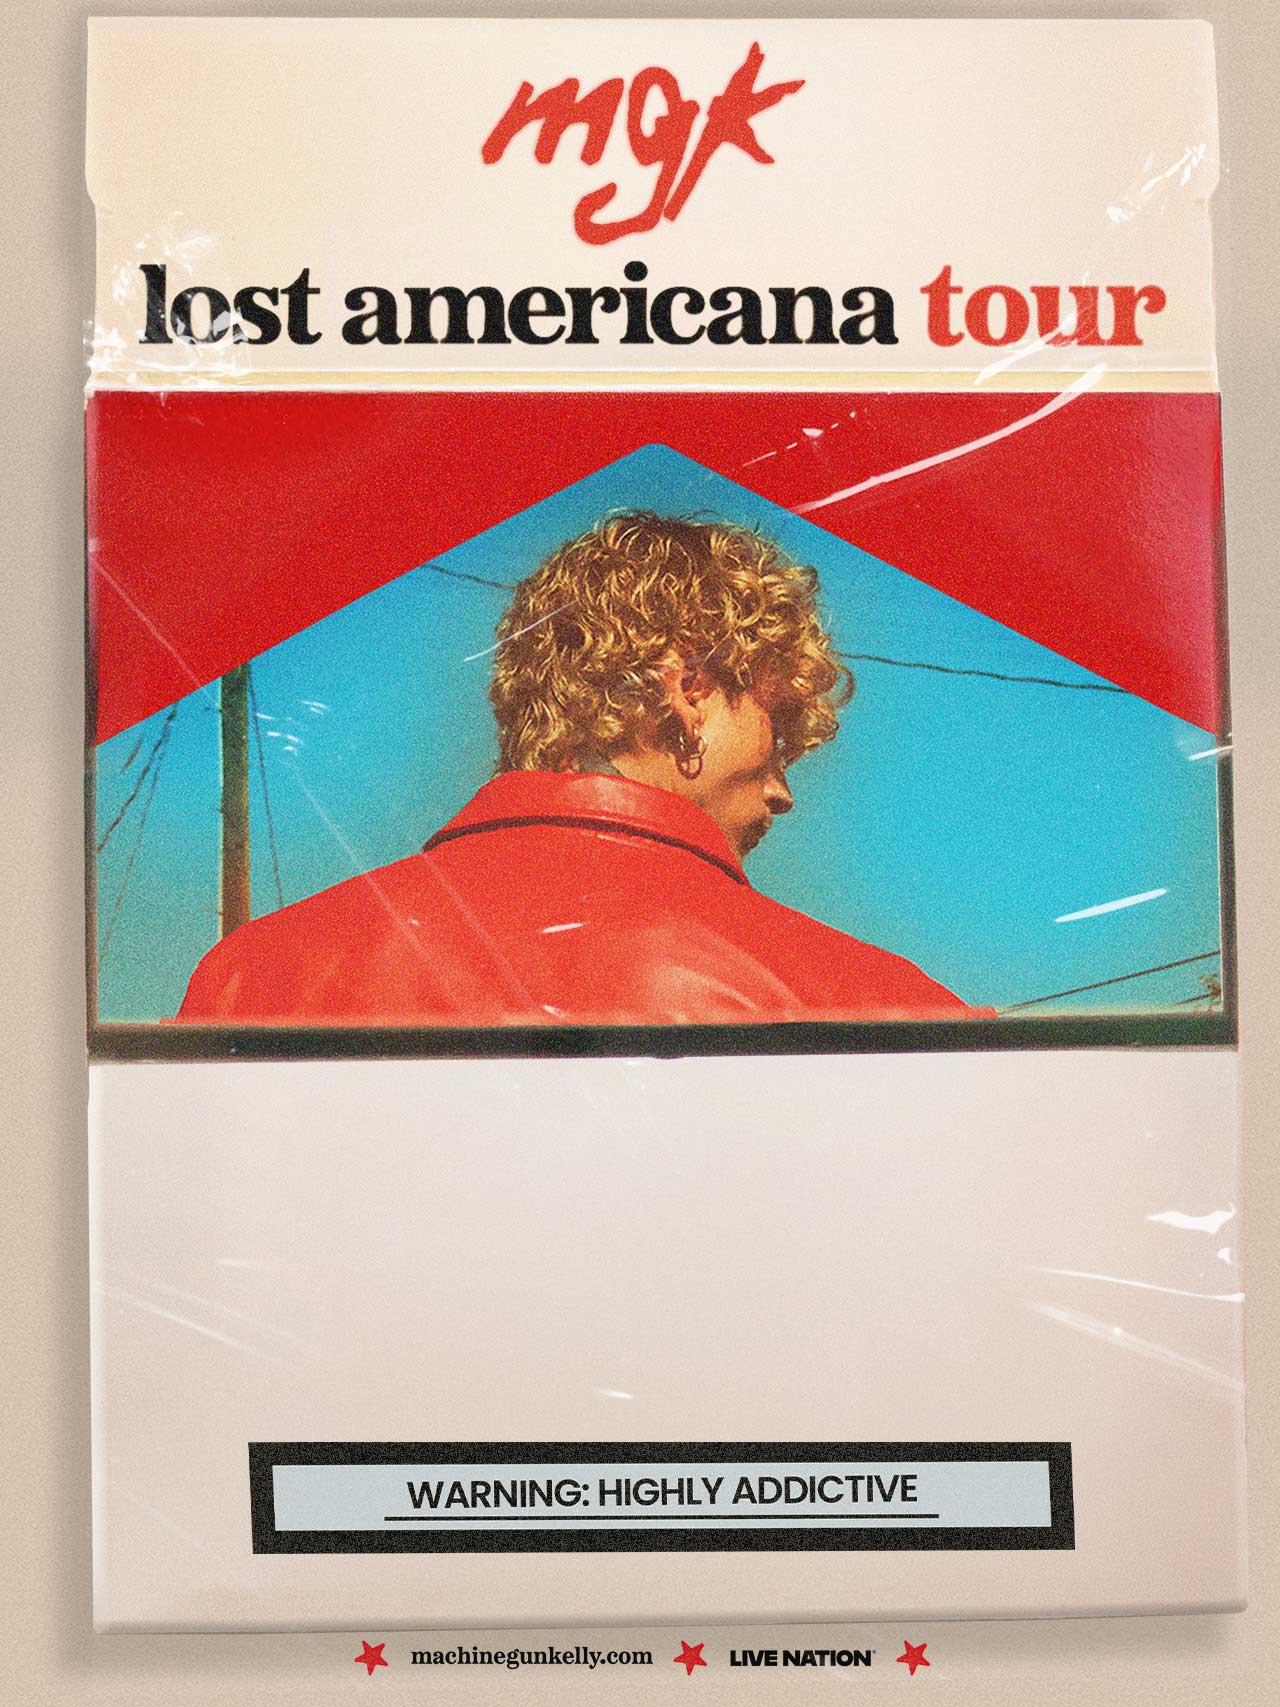 mgk
lost americana tour
WARNING: HIGHLY ADDICTIVE
machinegunkelly.com LIVE NATION